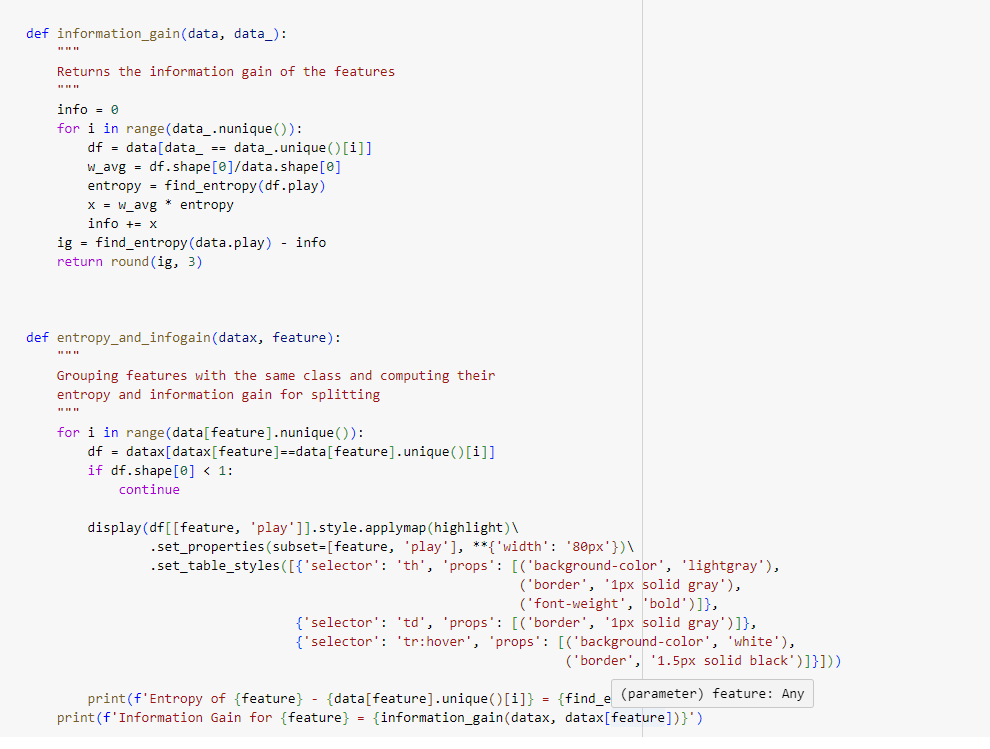 def information_gain(data, data_):
    """
    Returns the information gain of the features
    """
    info = 0
    for i in range(data_.nunique()):
        df = data[data_ == data_.unique()[i]]
        w_avg = df.shape[0]/data.shape[0]
        entropy = find_entropy(df.play)
        x = w_avg * entropy
        info += x
    ig = find_entropy(data.play) - info
    return round(ig, 3)
def entropy_and_infogain(datax, feature):
    """
    Grouping features with the same class and computing their
    entropy and information gain for splitting
    """
    for i in range(data[feature].nunique()):
        df = datax[datax[feature]==data[feature].unique()[i]]
        if df.shape[0] < 1:
            continue
        display(df[[feature, 'play']].style.applymap(highlight)\
                .set_properties(subset=[feature, 'play'], **{'width': '80px'})\
                .set_table_styles([{'selector': 'th', 'props': [('background-color', 'lightgray'),
                                                                ('border', '1px solid gray'),
                                                                ('font-weight', 'bold')]},
                                   {'selector': 'td', 'props': [('border', '1px solid gray')]},
                                   {'selector': 'tr:hover', 'props': [('background-color', 'white'),
                                                                      ('border', '1.5px solid black')]}]))
        print(f'Entropy of {feature} - {data[feature].unique()[i]} = {find_e
(parameter) feature: Any
    print(f'Information Gain for {feature} = {information_gain(datax, datax[feature])}')